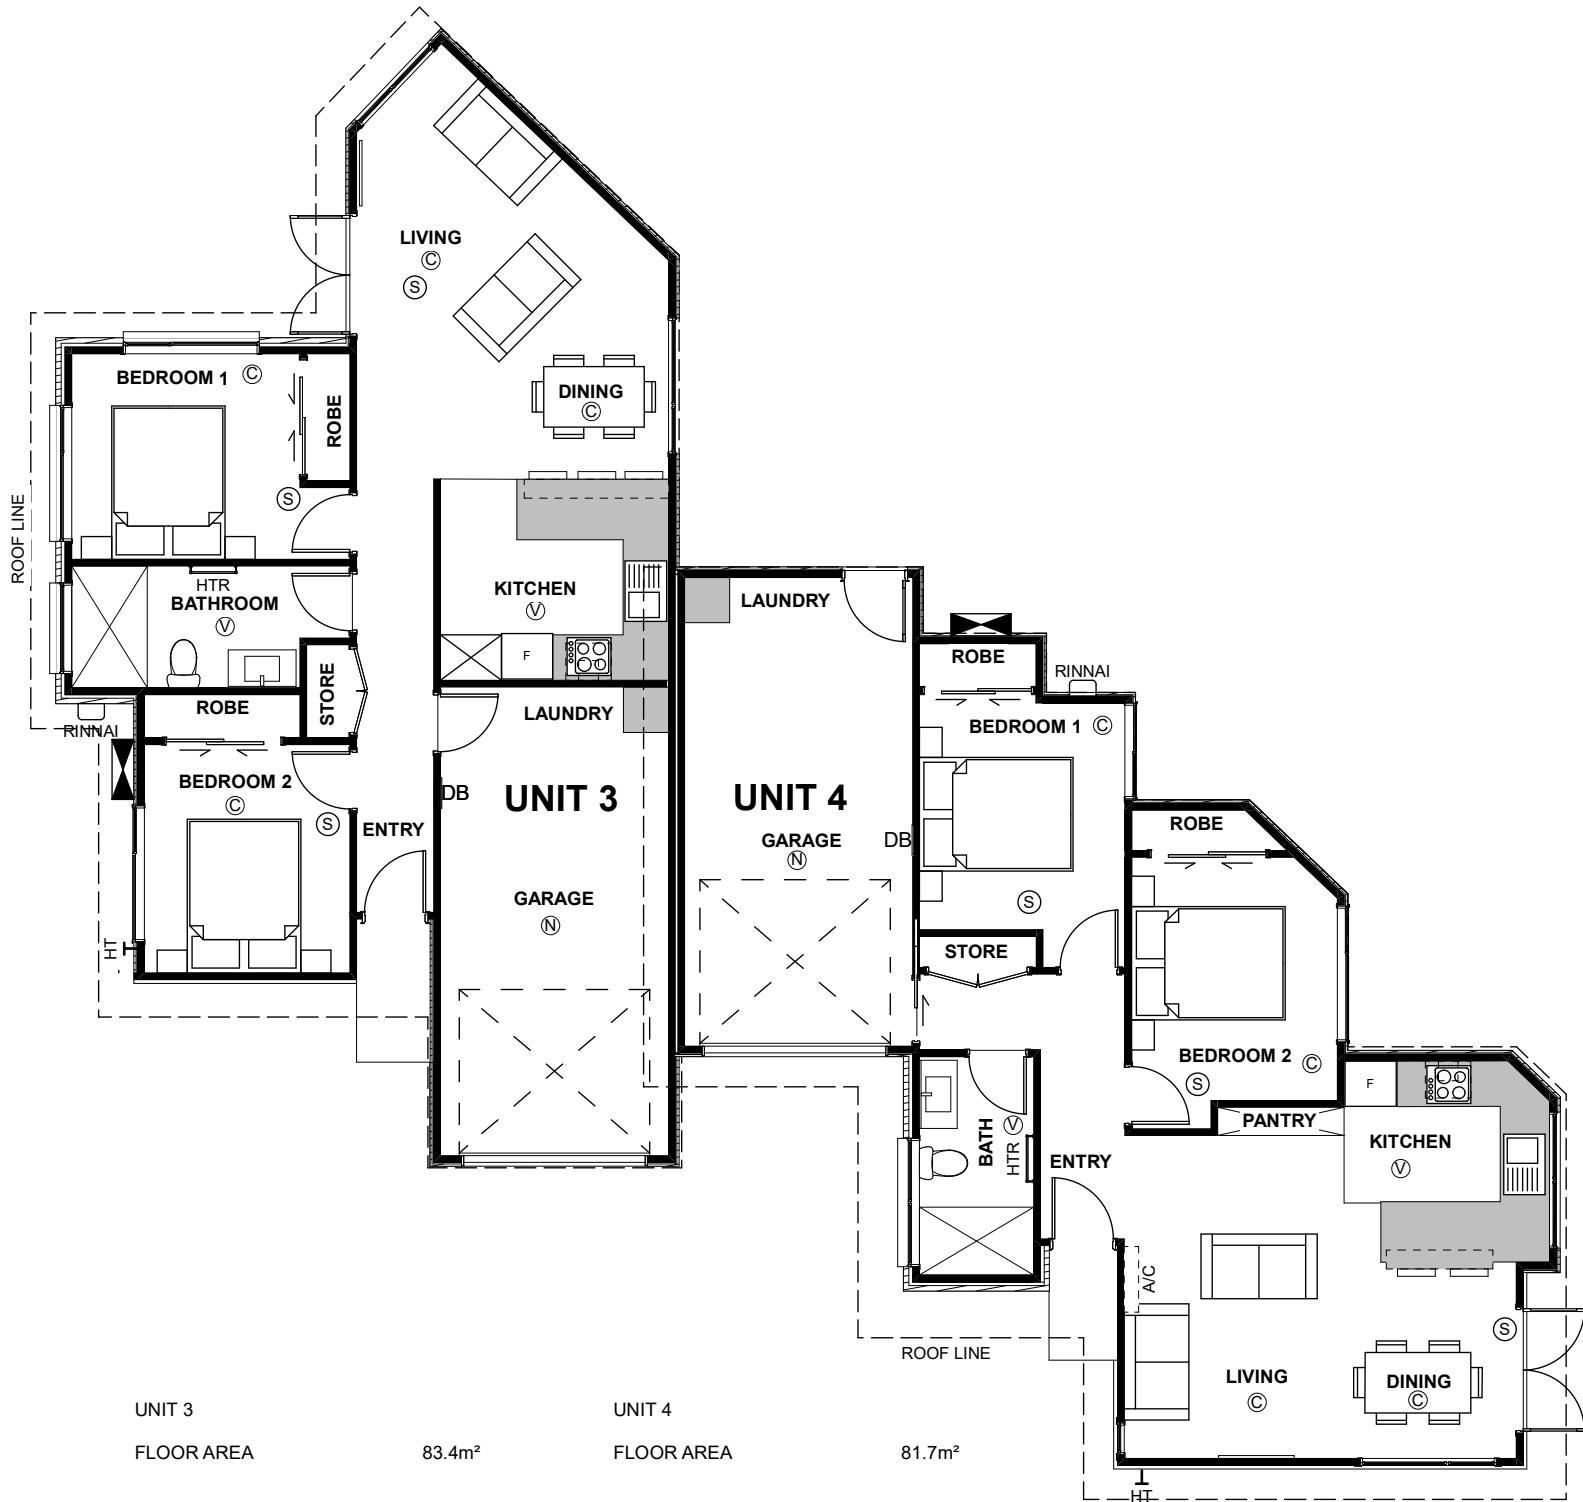 LIVING
C
S
BEDROOM 1
C
ROBE
DINING
C
S
ROOF LINE
HTR
BATHROOM
V
KITCHEN
V
F
STORE
ROBE
RINNAI
LAUNDRY
BEDROOM 2
C
S
DB
UNIT 3
ENTRY
GARAGE
N
HT
LAUNDRY
UNIT 4
GARAGE
N
DB
ROBE
RINNAI
BEDROOM 1
C
S
STORE
ROBE
BEDROOM 2
C
S
F
PANTRY
KITCHEN
V
BATH
V
HTR
ENTRY
A/C
S
LIVING
C
DINING
C
ROOF LINE
HT
UNIT 3
FLOOR AREA 83.4m²
UNIT 4
FLOOR AREA 81.7m²